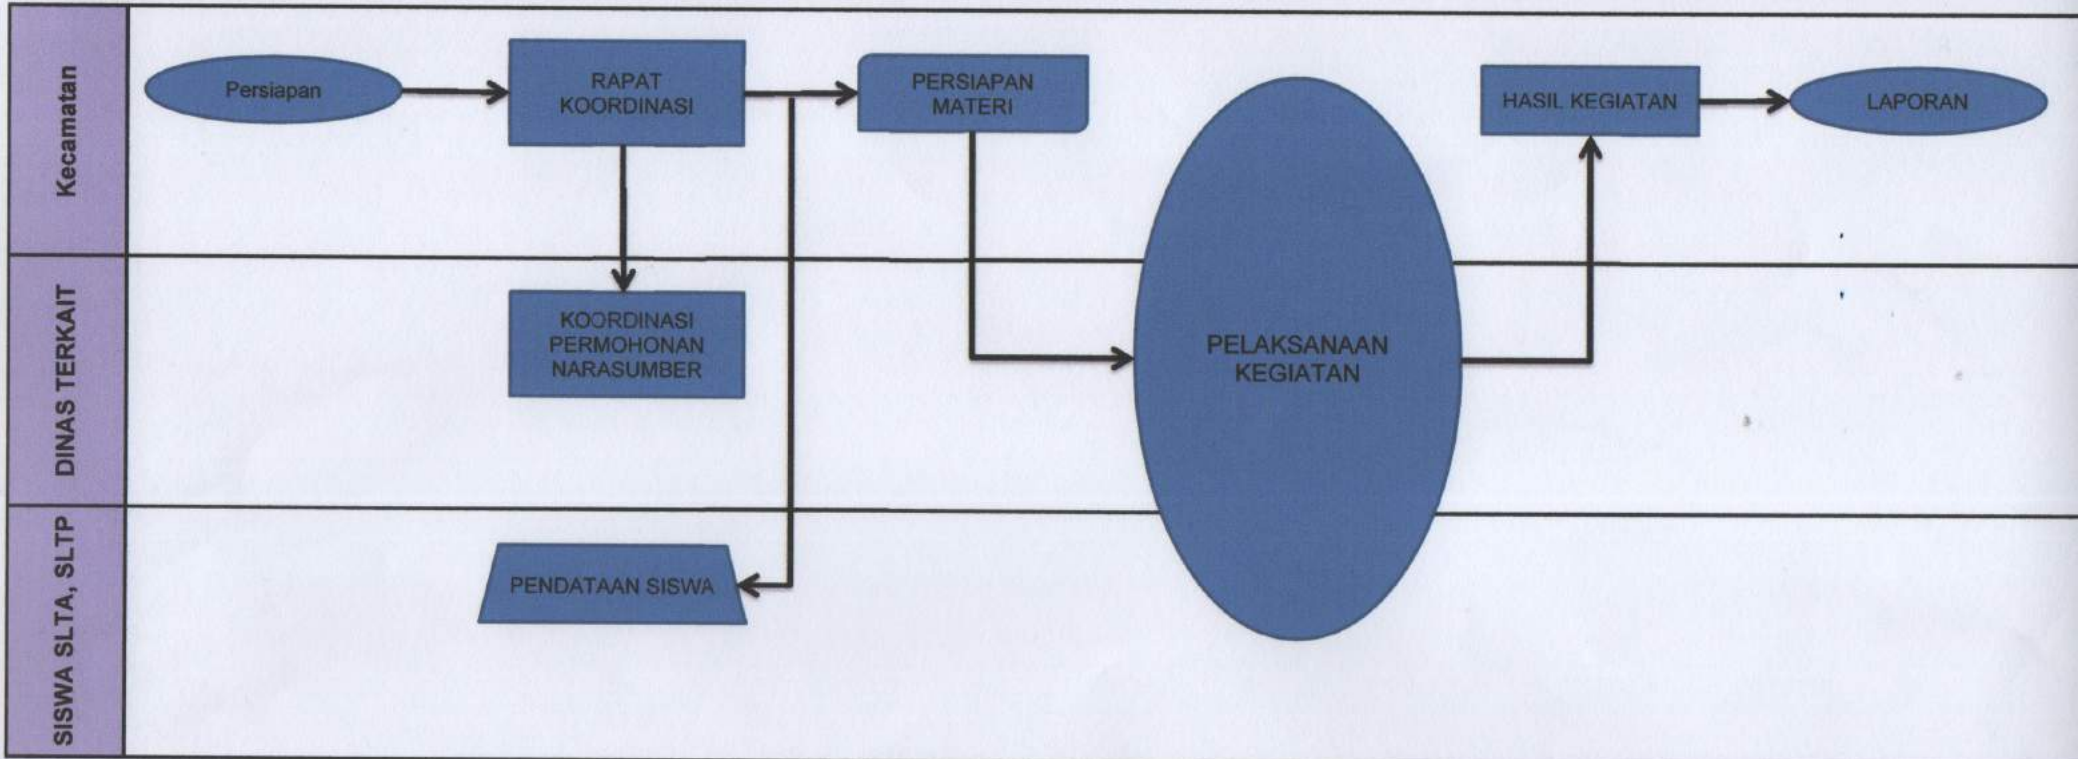 Kecamatan
Persiapan
RAPAT
KOORDINASI
PERSIAPAN
MATERI
HASIL KEGIATAN
LAPORAN
DINAS TERKAIT
KOORDINASI
PERMOHONAN
NARASUMBER
PELAKSANAAN
KEGIATAN
SISWA SLTA, SLTP
PENDATAAN SISWA